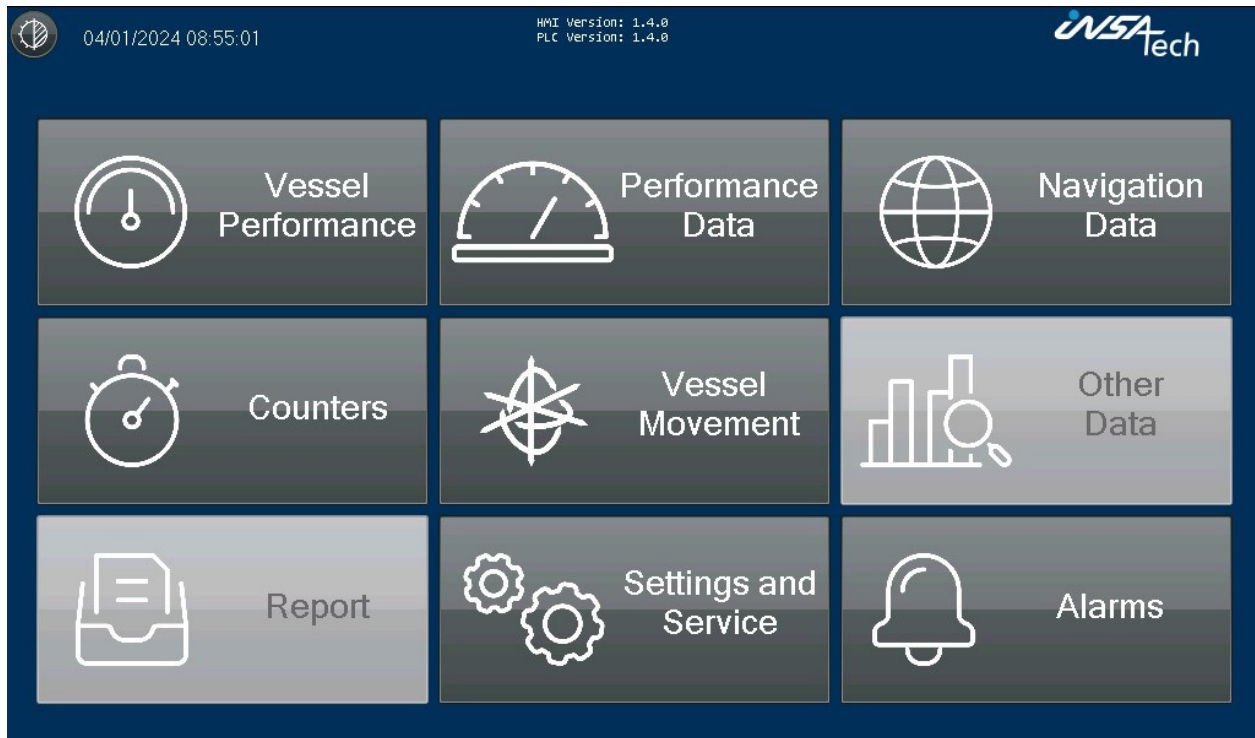 04/01/2024 08:55:01
HMI Version: 1.4.0
PLC Version: 1.4.0
iNSATech
Vessel
Performance
Performance
Data
Navigation
Data
Counters
Vessel
Movement
Other
Data
Report
Settings and
Service
Alarms